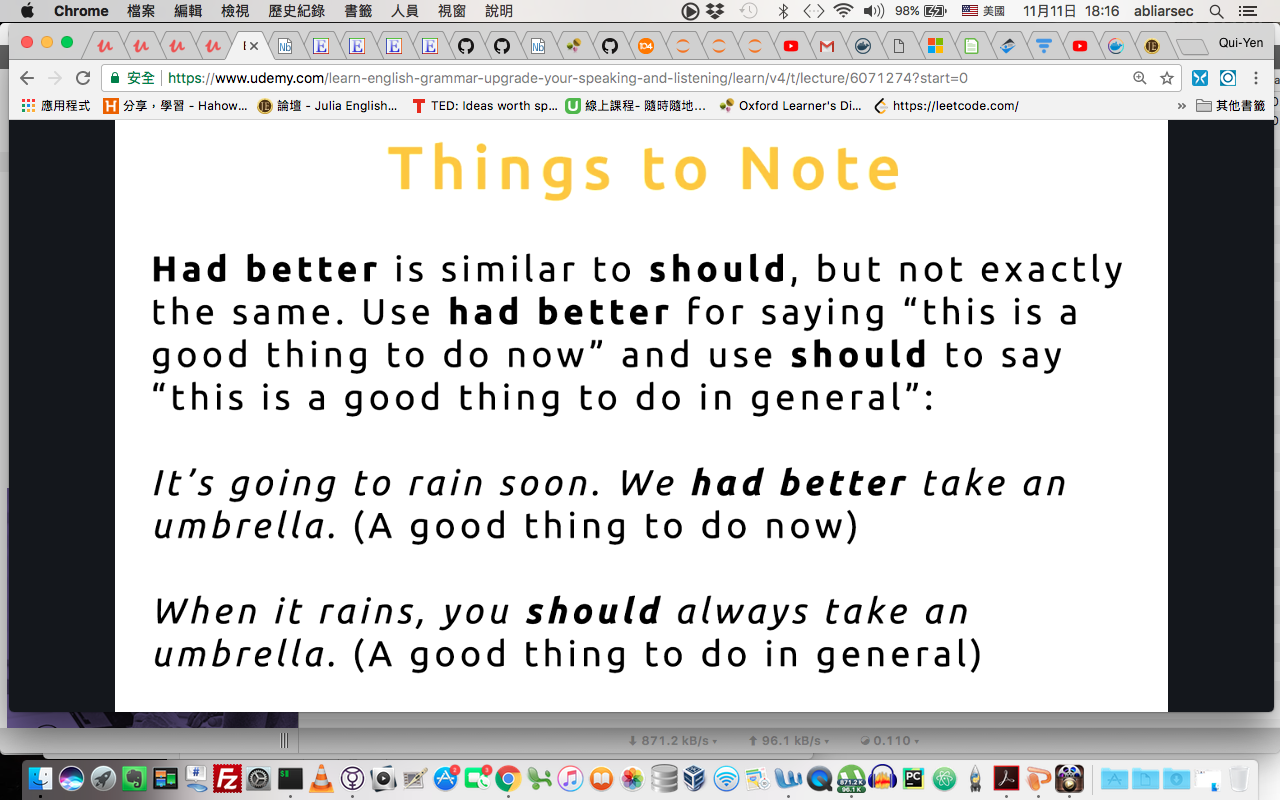 Chrome 檔案 編輯 檢視 歷史紀錄 書籤 人員 視窗 說明 98% 美國 11月11日 18:16 abliarsec
Qui-Yen
安全 | https://www.udemy.com/learn-english-grammar-upgrade-your-speaking-and-listening/learn/v4/t/lecture/6071274?start=0
應用程式 分享，學習 - Hahow... 論壇 - Julia English... TED: Ideas worth sp... 線上課程- 隨時隨地... Oxford Learner's Di... https://leetcode.com/ » 其他書籤
Things to Note
Had better is similar to should, but not exactly
the same. Use had better for saying “this is a
good thing to do now” and use should to say
“this is a good thing to do in general”:
It’s going to rain soon. We had better take an
umbrella. (A good thing to do now)
When it rains, you should always take an
umbrella. (A good thing to do in general)
871.2 kB/s 96.1 kB/s 0.110